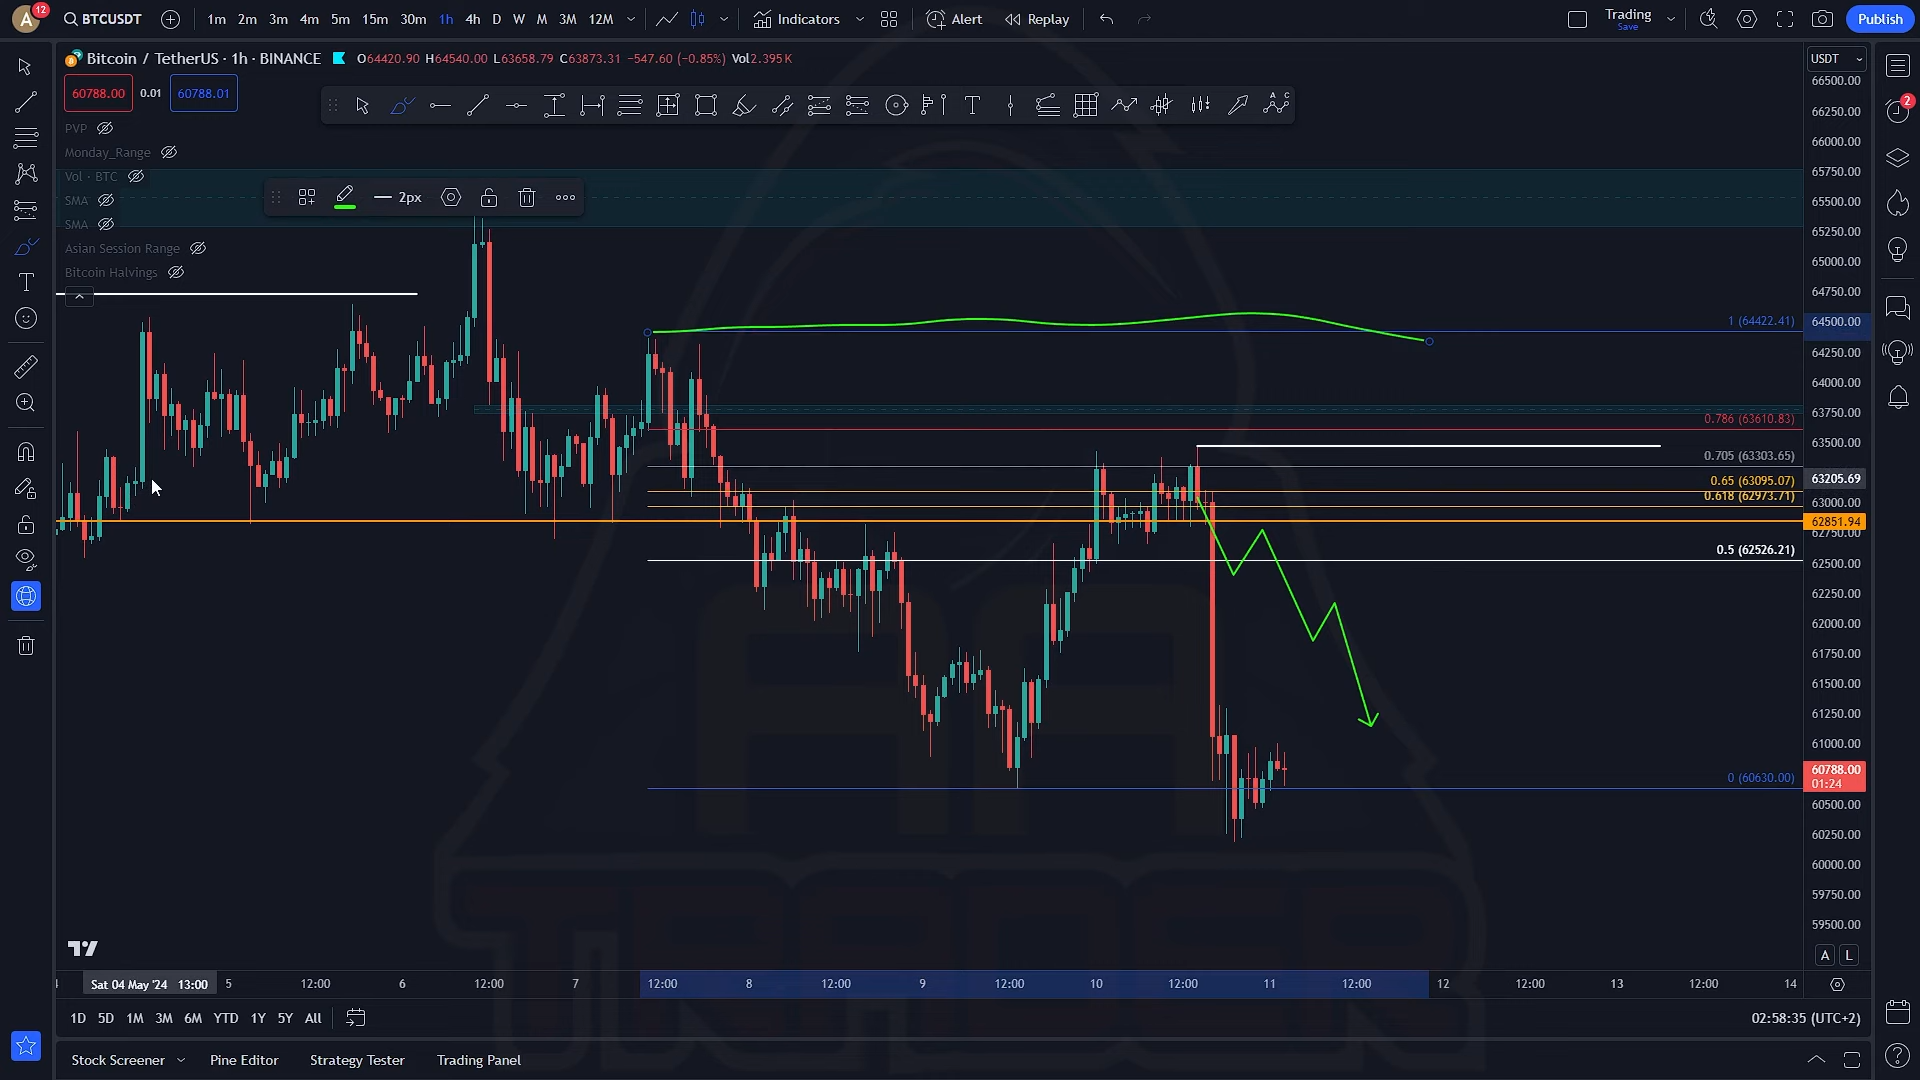 A 12 BTCUSDT 1m 2m 3m 4m 5m 15m 30m 1h 4h D W M 3M 12M Indicators Alert Replay Trading Save Publish
Bitcoin / TetherUS · 1h · BINANCE O64420.90 H64540.00 L63658.79 C63873.31 −547.60 (−0.85%) Vol2.395K USDT
60788.00 0.01 60788.01
PVP
Monday_Range
Vol · BTC
SMA
SMA
Asian Session Range
Bitcoin Halvings
2px
A C
2
66500.00
66250.00
66000.00
65750.00
65500.00
65250.00
65000.00
64750.00
1 (64422.41) 64500.00
64250.00
64000.00
63750.00
0.786 (63610.83)
63500.00
0.705 (63303.65)
63205.69
0.65 (63095.07)
0.618 (62973.71) 63000.00
62851.94
62750.00
0.5 (62526.21)
62500.00
62250.00
62000.00
61750.00
61500.00
61250.00
61000.00
60788.00
0 (60630.00) 01:24
60500.00
60250.00
60000.00
59750.00
59500.00
AA
TRADER
A L
Sat 04 May '24 13:00 5 12:00 6 12:00 7 12:00 8 12:00 9 12:00 10 12:00 11 12:00 12 12:00 13 12:00 14
1D 5D 1M 3M 6M YTD 1Y 5Y All 02:58:35 (UTC+2)
Stock Screener Pine Editor Strategy Tester Trading Panel